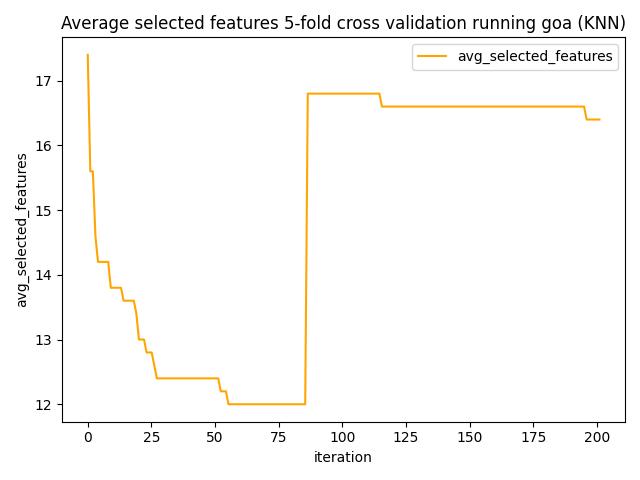 Average selected features 5-fold cross validation running goa (KNN)
avg_selected_features
17
16
15
14
13
12
avg_selected_features
0 25 50 75 100 125 150 175 200
iteration